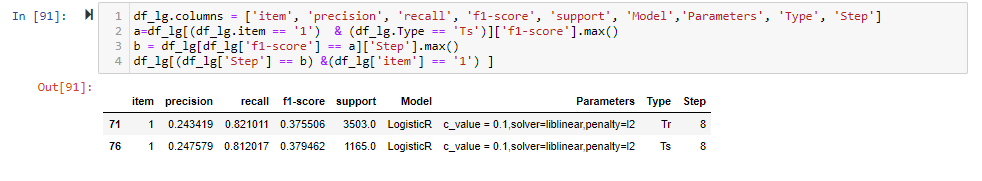 In [91]:
1 df_lg.columns = ['item', 'precision', 'recall', 'f1-score', 'support', 'Model','Parameters', 'Type', 'Step']
2 a=df_lg[(df_lg.item == '1')  & (df_lg.Type == 'Ts')]['f1-score'].max()
3 b = df_lg[df_lg['f1-score'] == a]['Step'].max()
4 df_lg[(df_lg['Step'] == b) &(df_lg['item'] == '1') ]
Out[91]:
item precision recall f1-score support Model Parameters Type Step
71 1 0.243419 0.821011 0.375506 3503.0 LogisticR c_value = 0.1,solver=liblinear,penalty=l2 Tr 8
76 1 0.247579 0.812017 0.379462 1165.0 LogisticR c_value = 0.1,solver=liblinear,penalty=l2 Ts 8